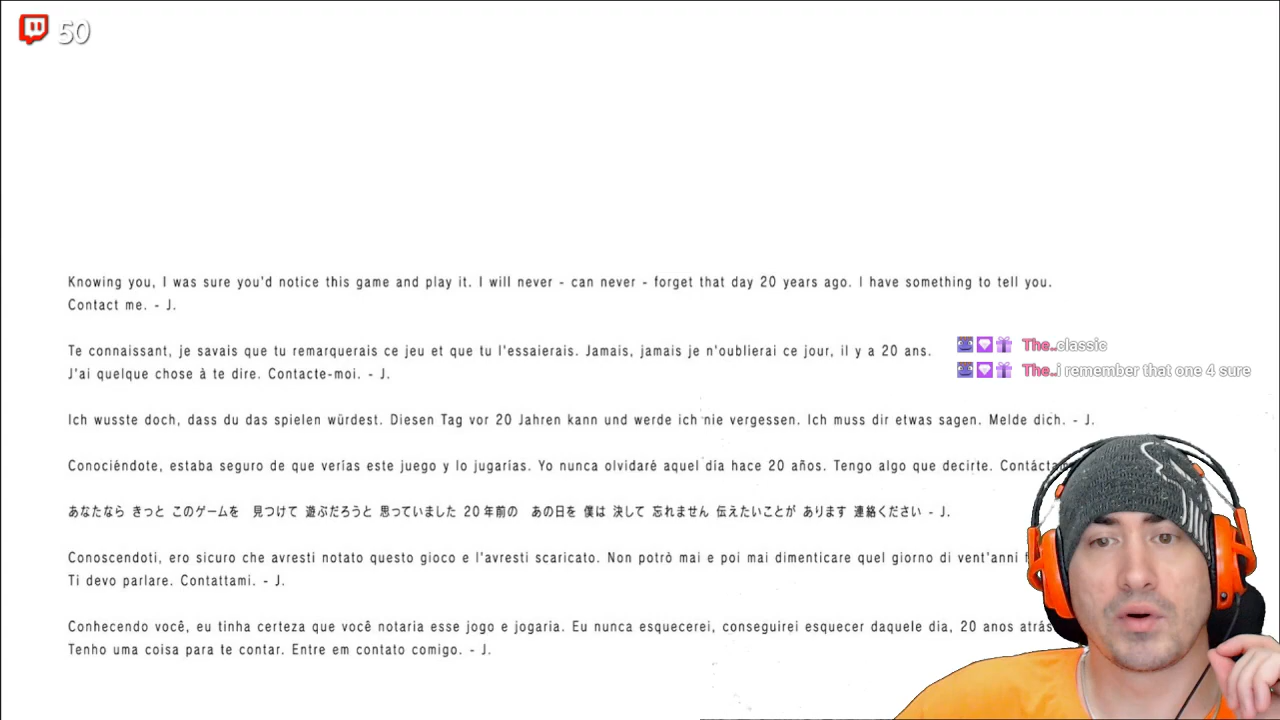 50
Knowing you, I was sure you'd notice this game and play it. I will never - can never - forget that day 20 years ago. I have something to tell you.
Contact me. - J.
Te connaissant, je savais que tu remarquerais ce jeu et que tu l'essaierais. Jamais, jamais je n'oublierai ce jour, il y a 20 ans.
J'ai quelque chose à te dire. Contacte-moi. - J.
The..classic
The..i remember that one 4 sure
Ich wusste doch, dass du das spielen würdest. Diesen Tag vor 20 Jahren kann und werde ich nie vergessen. Ich muss dir etwas sagen. Melde dich. - J.
Conociéndote, estaba seguro de que verías este juego y lo jugarías. Yo nunca olvidaré aquel día hace 20 años. Tengo algo que decirte.
あなたなら きっと このゲームを 見つけて 遊ぶだろうと 思っていました 20年前の あの日を 僕は 決して 忘れません 伝えたいことが あります 連絡ください - J.
Conoscendoti, ero sicuro che avresti notato questo gioco e l'avresti scaricato. Non potrò mai e poi mai dimenticare quel giorno di vent'anni
Ti devo parlare. Contattami. - J.
Conhecendo você, eu tinha certeza que você notaria esse jogo e jogaria. Eu nunca esquecerei, conseguirei esquecer daquele dia, 20 anos atrás
Tenho uma coisa para te contar. Entre em contato comigo. - J.